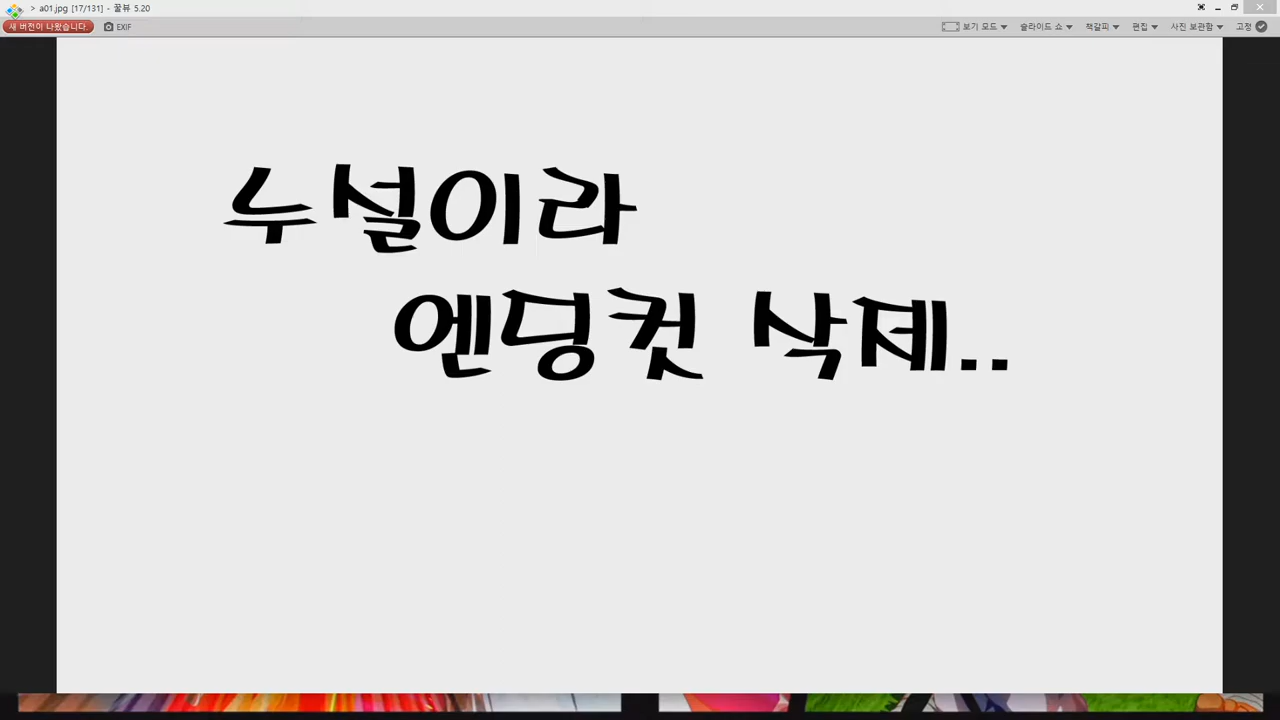 > a01.jpg [17/131] - 꿀뷰 5.20
새 버전이 나왔습니다. EXIF 보기 모드 슬라이드 쇼 책갈피 편집 사진 보관함 고정
누설이라
엔딩컷 삭제..